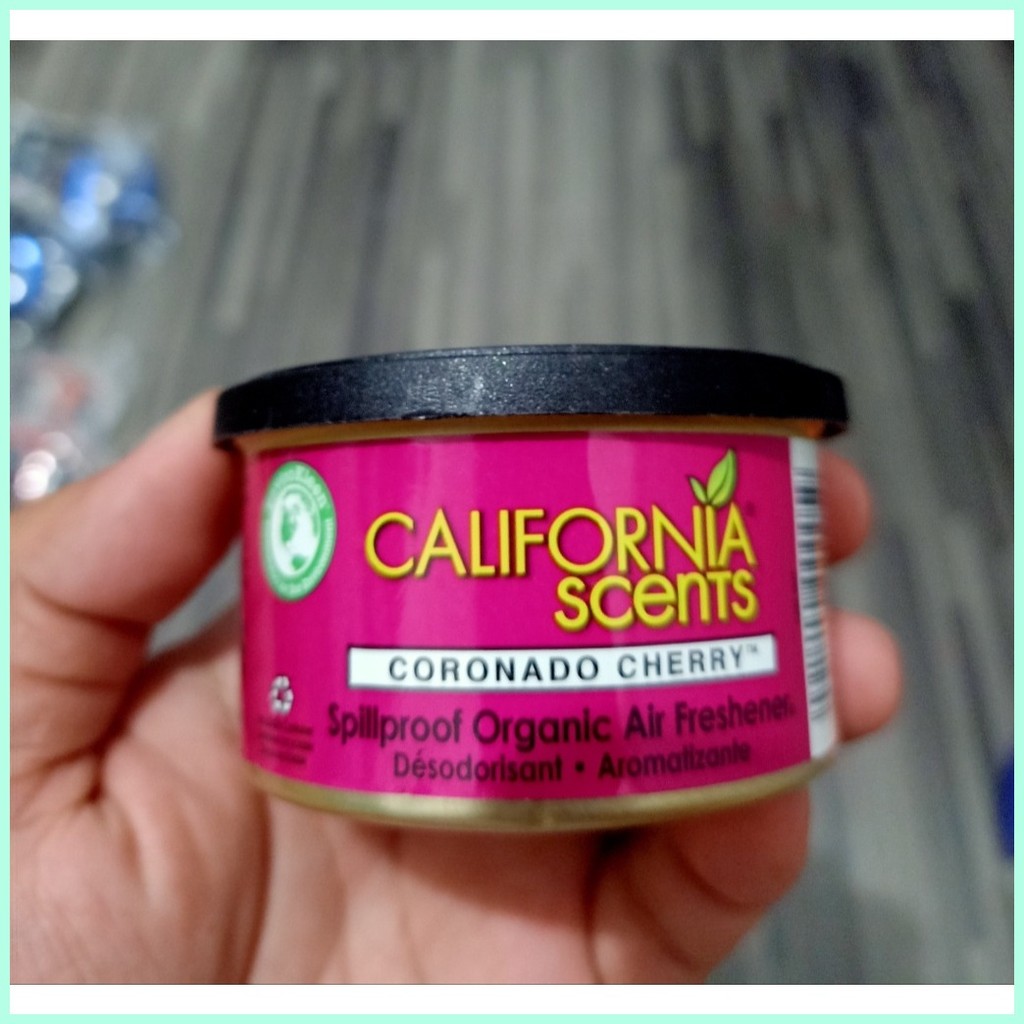 CALIFORNIA
scents
CORONADO CHERRY™
Spillproof Organic Air Freshener®
Désodorisant • Aromatizante